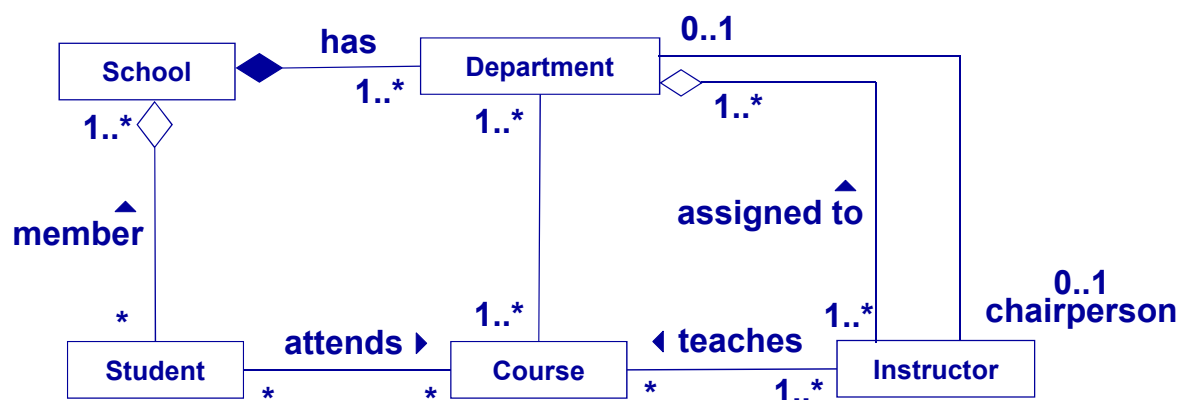 has
0..1
School
Department
1..*
1..*
1..*
1..*
member
assigned to
0..1
chairperson
*
1..*
1..*
attends
teaches
Student
Course
Instructor
*
*
*
1..*